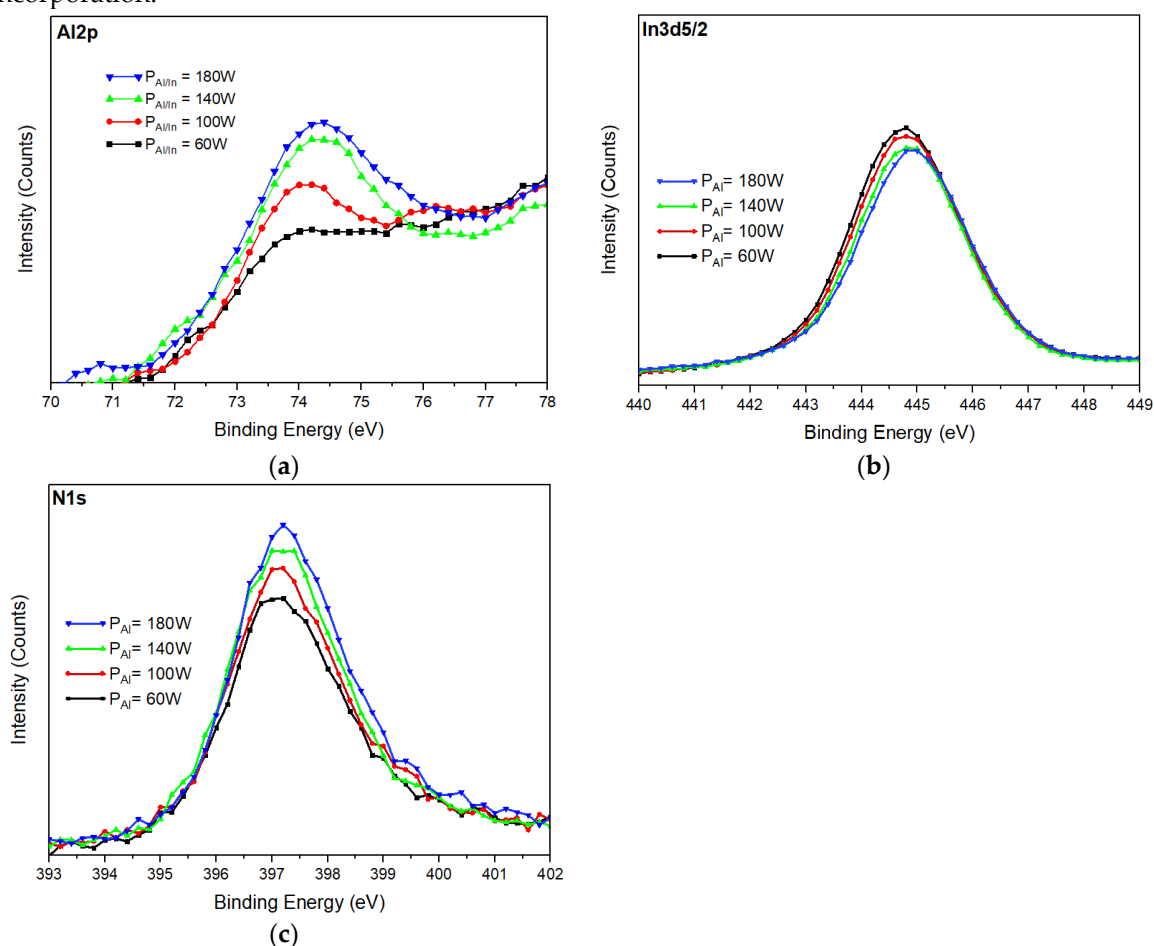 incorporation.
Al2p
P_Al/In = 180W
P_Al/In = 140W
P_Al/In = 100W
P_Al/In = 60W
Intensity (Counts)
70 71 72 73 74 75 76 77 78
Binding Energy (eV)
(a)
In3d5/2
P_Al= 180W
P_Al= 140W
P_Al= 100W
P_Al= 60W
Intensity (Counts)
440 441 442 443 444 445 446 447 448 449
Binding Energy (eV)
(b)
N1s
P_Al= 180W
P_Al= 140W
P_Al= 100W
P_Al= 60W
Intensity (Counts)
393 394 395 396 397 398 399 400 401 402
Binding Energy (eV)
(c)